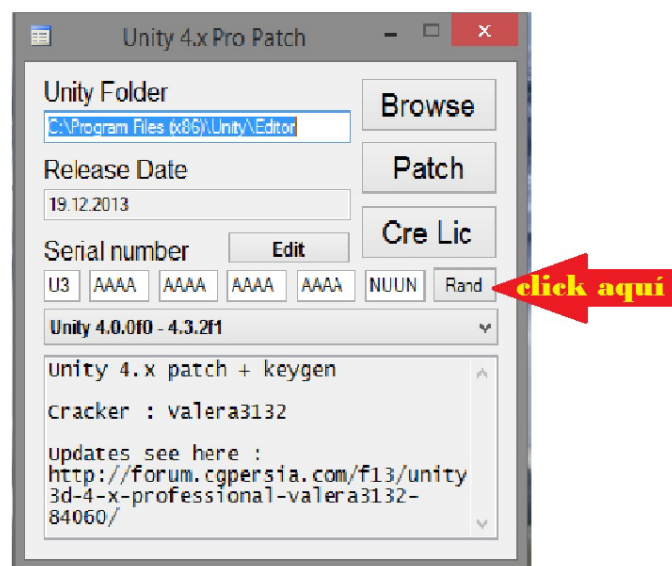 Unity 4.x Pro Patch
Unity Folder
C:\Program Files (x86)\Unity\Editor
Browse
Release Date
19.12.2013
Patch
Serial number
Edit
Cre Lic
U3 AAAA AAAA AAAA AAAA NUUN Rand
click aquí
Unity 4.0.0f0 - 4.3.2f1
Unity 4.x patch + keygen
Cracker : valera3132
Updates see here :
http://forum.cgpersia.com/f13/unity
3d-4-x-professional-valera3132-
84060/